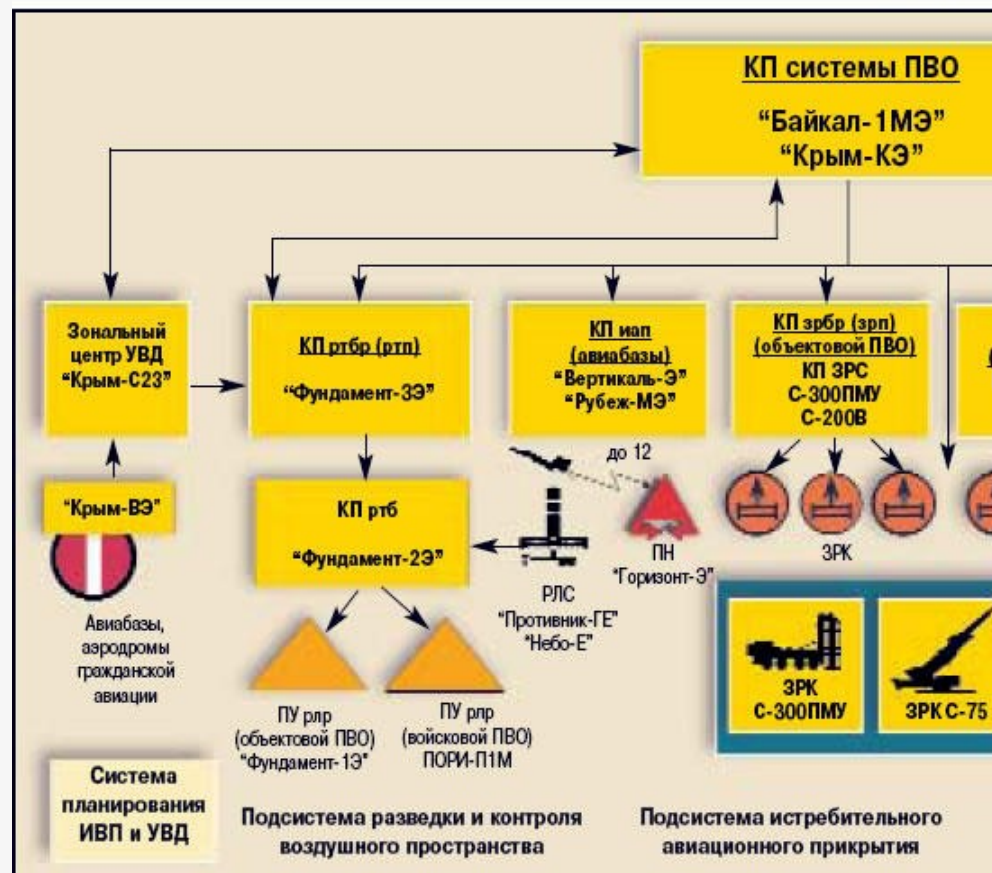 КП системы ПВО
“Байкал-1МЭ”
“Крым-КЭ”
Зональный
центр УВД
“Крым-С23”
КП ртбр (ртп)
“Фундамент-3Э”
КП иап
(авиабазы)
“Вертикаль-Э”
“Рубеж-МЭ”
КП зрбр (зрп)
(объектовой ПВО)
КП ЗРС
С-300ПМУ
С-200В
(
“Крым-ВЭ”
КП ртб
“Фундамент-2Э”
до 12
ПН
“Горизонт-Э”
ЗРК
РЛС
“Противник-ГЕ”
“Небо-Е”
Авиабазы,
аэродромы
гражданской
авиации
ПУ рлр
(объектовой ПВО)
“Фундамент-1Э”
ПУ рлр
(войсковой ПВО)
ПОРИ-П1М
ЗРК
С-300ПМУ
ЗРК С-75
Система
планирования
ИВП и УВД
Подсистема разведки и контроля
воздушного пространства
Подсистема истребительного
авиационного прикрытия